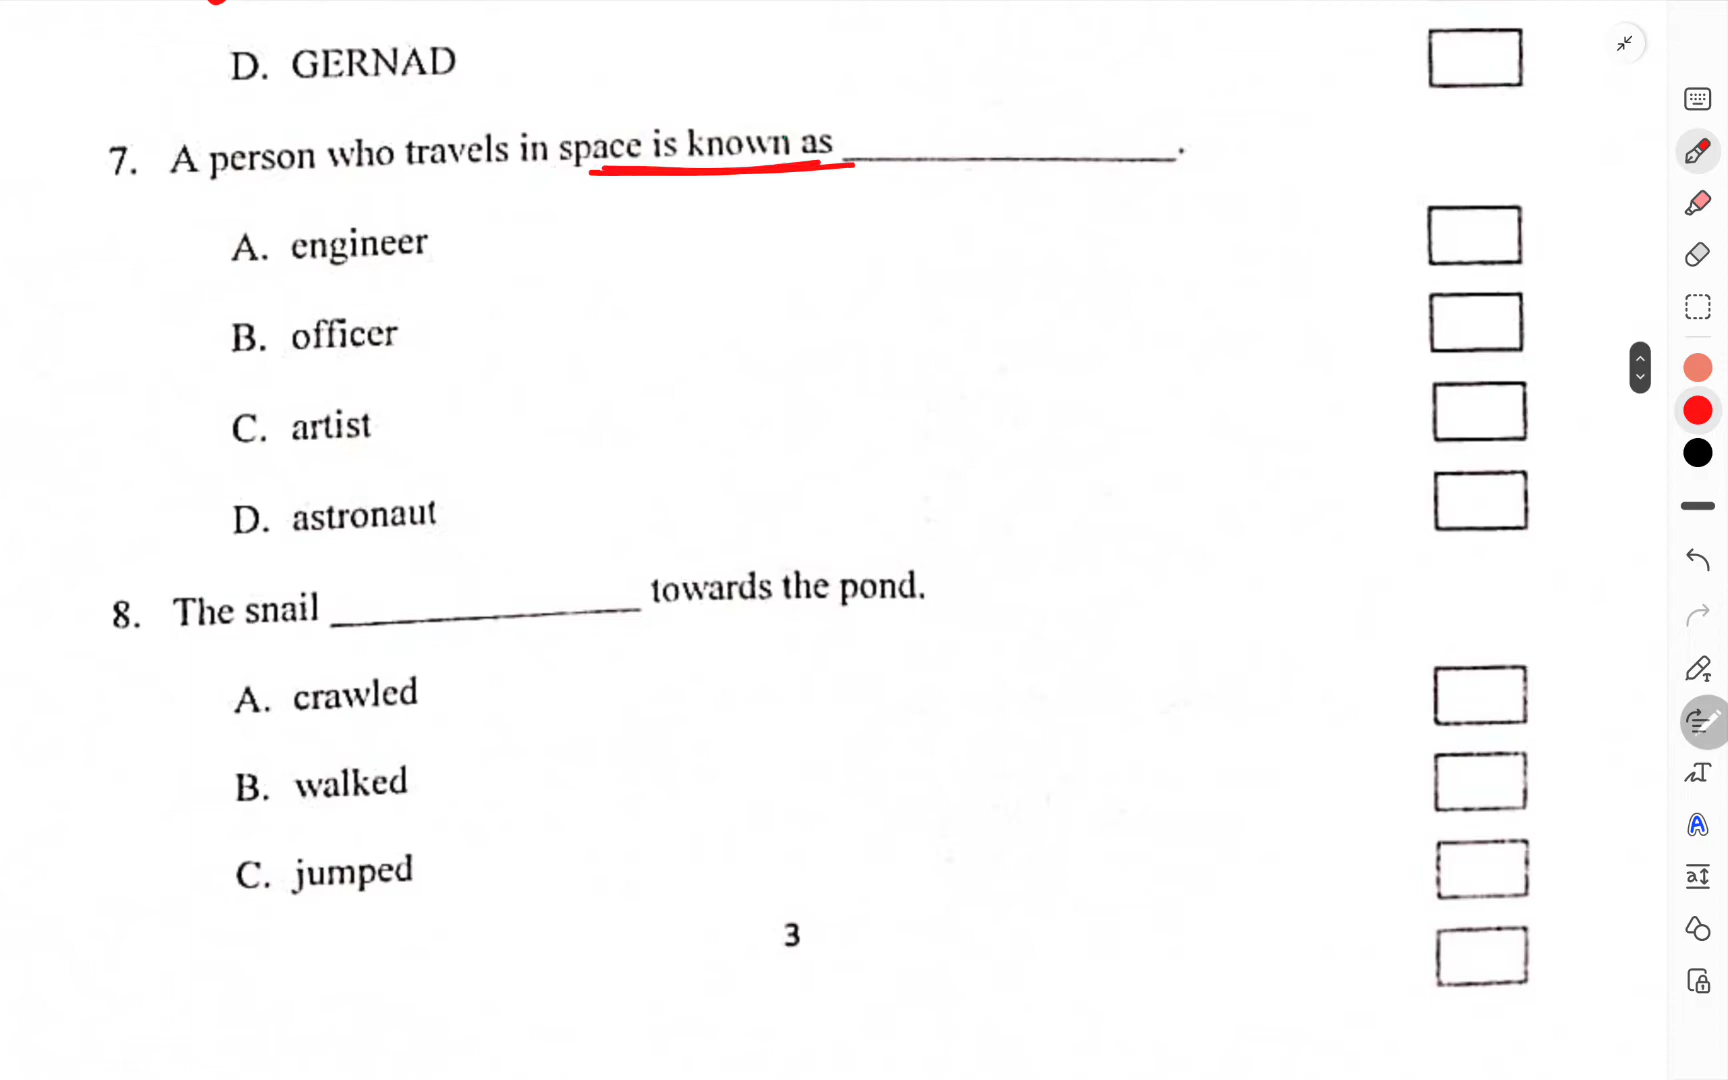 D. GERNAD
7. A person who travels in space is known as ____________.
A. engineer
B. officer
C. artist
D. astronaut
8. The snail ____________ towards the pond.
A. crawled
B. walked
C. jumped
3